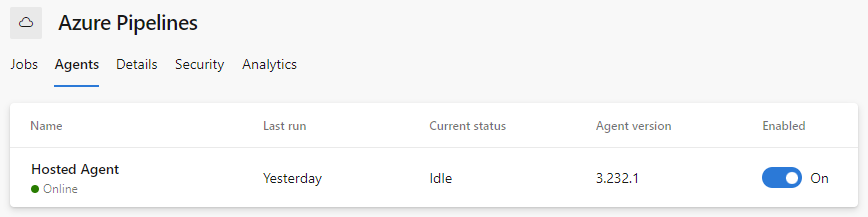 Azure Pipelines
Jobs Agents Details Security Analytics
Name Last run Current status Agent version Enabled
Hosted Agent
Online
Yesterday Idle 3.232.1 On